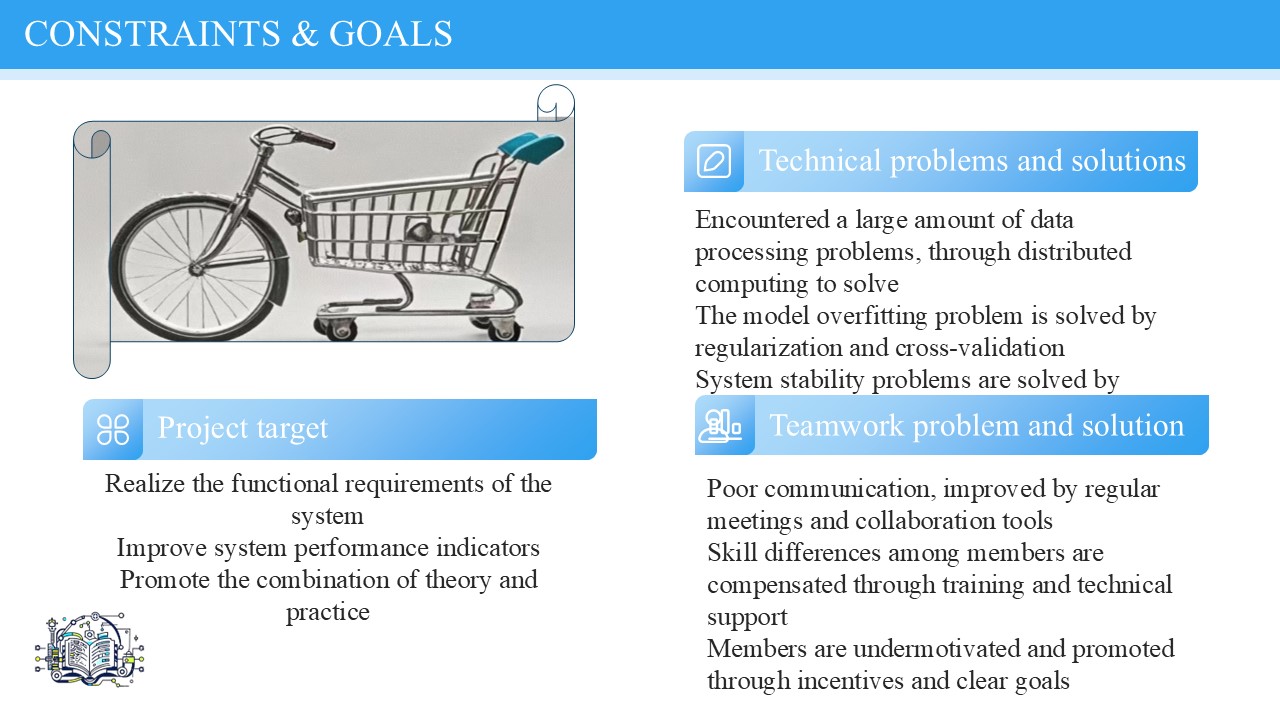 CONSTRAINTS & GOALS
Technical problems and solutions
Encountered a large amount of data
processing problems, through distributed
computing to solve
The model overfitting problem is solved by
regularization and cross-validation
System stability problems are solved by
Project target
Realize the functional requirements of the
system
Improve system performance indicators
Promote the combination of theory and
practice
Teamwork problem and solution
Poor communication, improved by regular
meetings and collaboration tools
Skill differences among members are
compensated through training and technical
support
Members are undermotivated and promoted
through incentives and clear goals